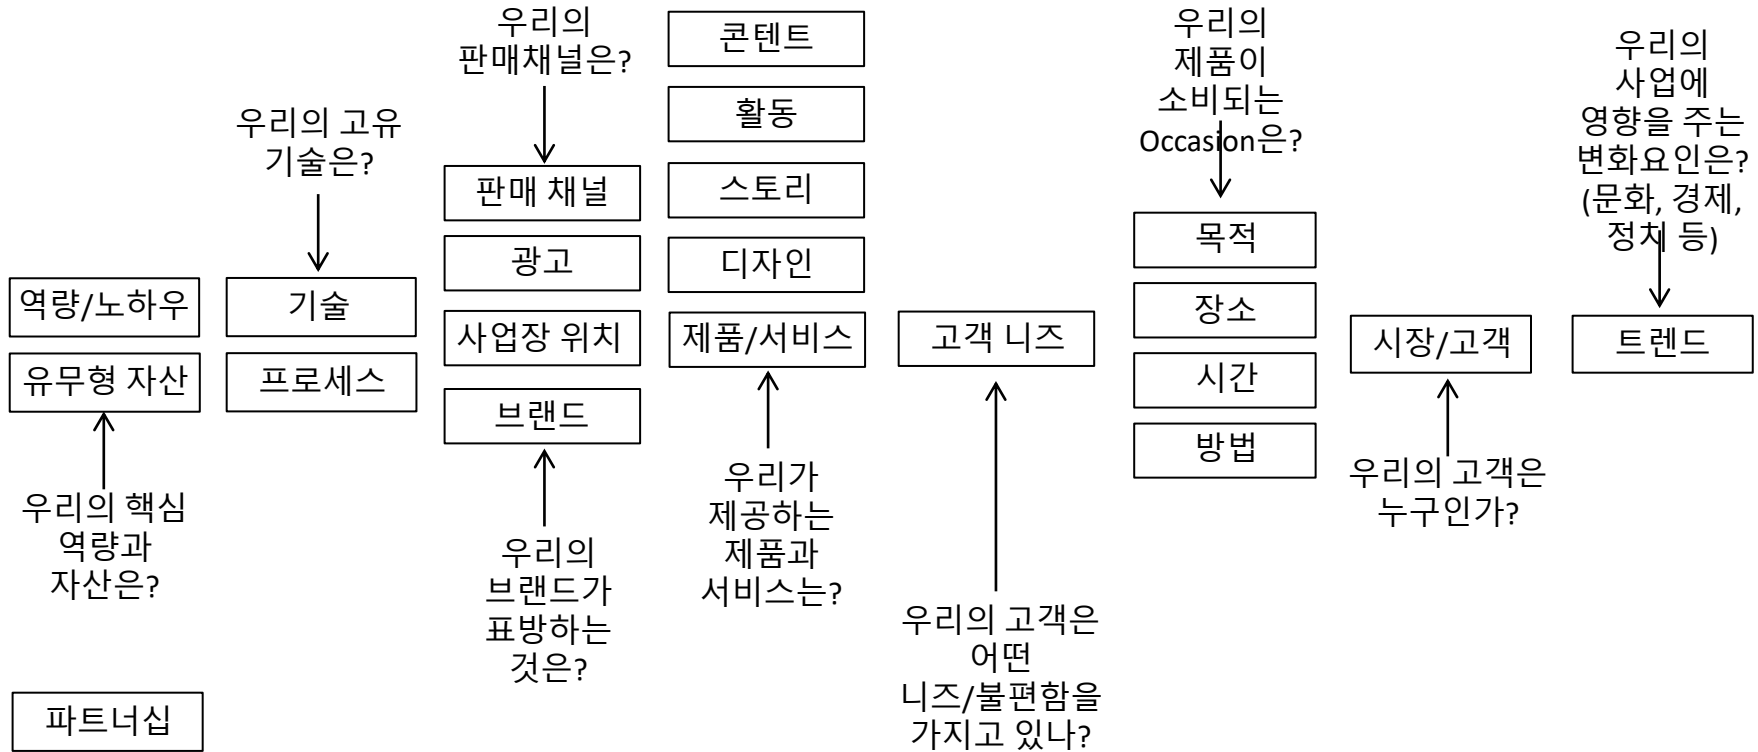 우리의
판매채널은?
콘텐트
우리의
제품이
소비되는
Occasion은?
우리의
사업에
영향을 주는
변화요인은?
(문화, 경제,
정치 등)
활동
우리의 고유
기술은?
판매 채널
스토리
목적
광고
디자인
역량/노하우
기술
장소
사업장 위치
제품/서비스
고객 니즈
시장/고객
트렌드
유무형 자산
프로세스
시간
브랜드
방법
우리의 핵심
역량과
자산은?
우리의
브랜드가
표방하는
것은?
우리가
제공하는
제품과
서비스는?
우리의 고객은
누구인가?
우리의 고객은
어떤
니즈/불편함을
가지고 있나?
파트너십